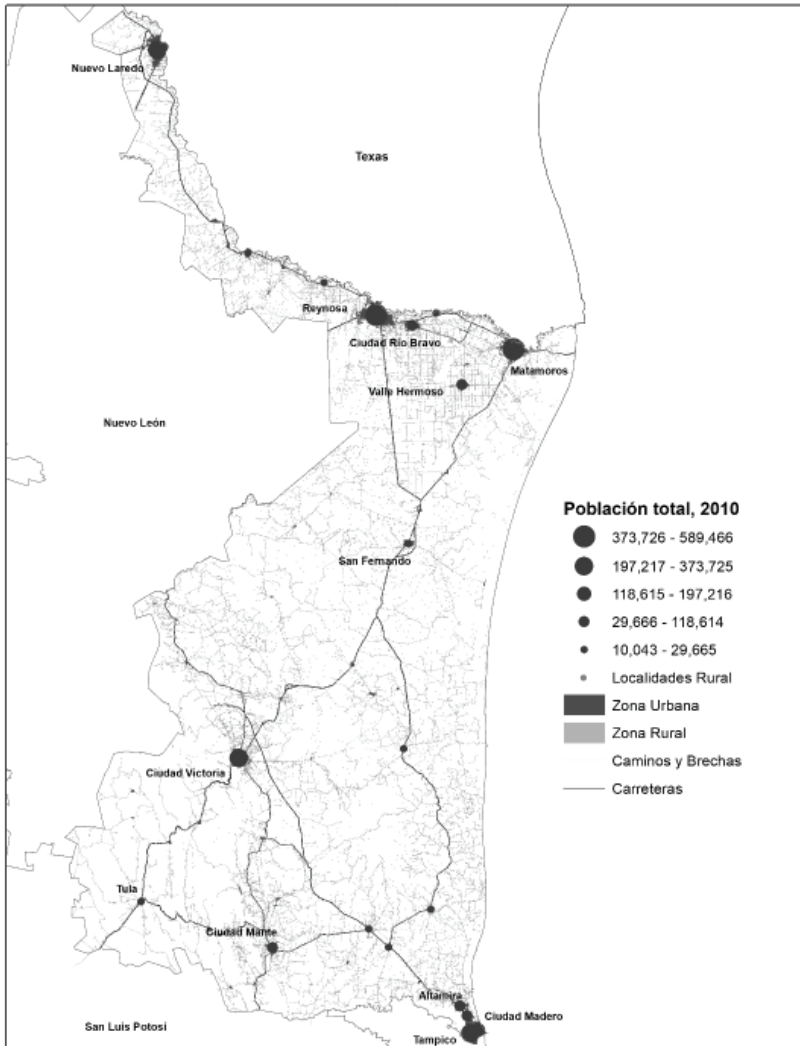 Nuevo Laredo
Texas
Reynosa
Ciudad Río Bravo
Matamoros
Valle Hermoso
Nuevo León
San Fernando
Ciudad Victoria
Tula
Ciudad Mante
Altamira
Ciudad Madero
Tampico
San Luis Potosí
Población total, 2010
373,726 - 589,466
197,217 - 373,725
118,615 - 197,216
29,666 - 118,614
10,043 - 29,665
Localidades Rural
Zona Urbana
Zona Rural
Caminos y Brechas
Carreteras